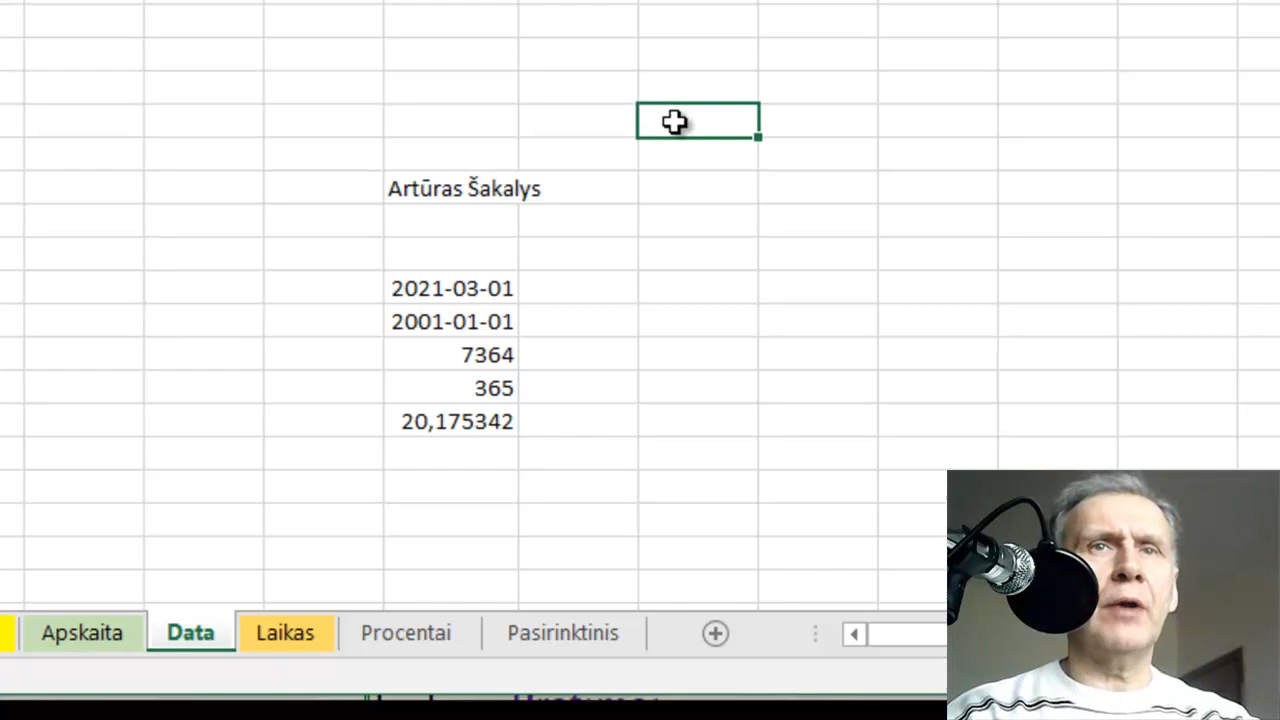 Artūras Šakalys
2021-03-01
2001-01-01
7364
365
20,175342
Apskaita Data Laikas Procentai Pasirinktinis